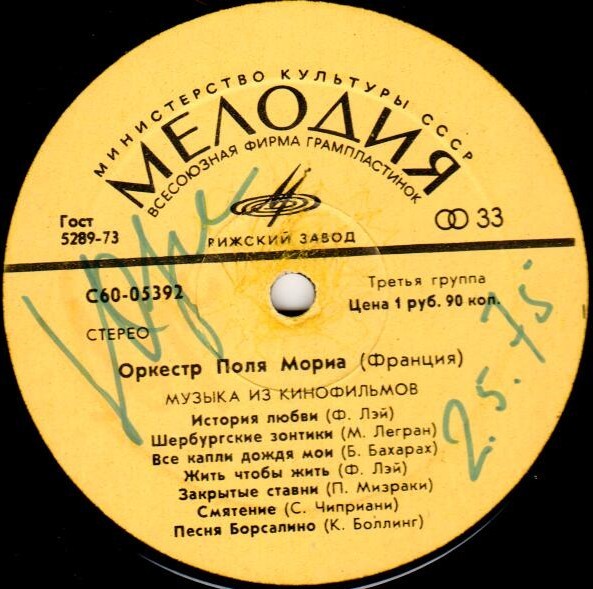 МИНИСТЕРСТВО КУЛЬТУРЫ СССР
МЕЛОДИЯ
ВСЕСОЮЗНАЯ ФИРМА ГРАМПЛАСТИНОК
Гост
5289-73
РИЖСКИЙ ЗАВОД
33
С60-05392
СТЕРЕО
Третья группа
Цена 1 руб. 90 коп.
Оркестр Поля Мориа (Франция)
МУЗЫКА ИЗ КИНОФИЛЬМОВ
История любви (Ф. Лэй)
Шербургские зонтики (М. Легран)
Все капли дождя мои (Б. Бахарах)
Жить чтобы жить (Ф. Лэй)
Закрытые ставни (П. Мизраки)
Смятение (С. Чиприани)
Песня Борсалино (К. Боллинг)
2.5.75